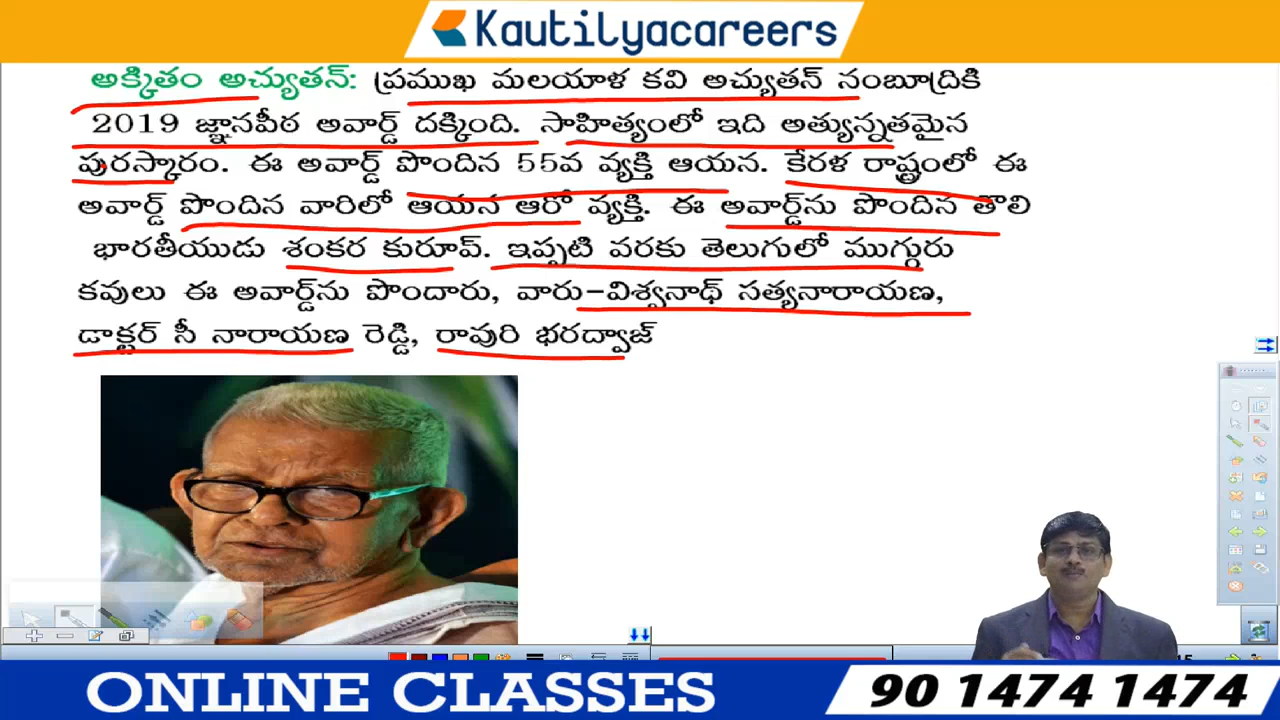 Kautilyacareers
అక్కితం అచ్యుతన్: ప్రముఖ మలయాళ కవి అచ్యుతన్ నంబూద్రికి
2019 జ్ఞానపీఠ అవార్డ్ దక్కింది. సాహిత్యంలో ఇది అత్యున్నతమైన
పురస్కారం. ఈ అవార్డ్ పొందిన 55వ వ్యక్తి ఆయన. కేరళ రాష్ట్రంలో ఈ
అవార్డ్ పొందిన వారిలో ఆయన ఆరో వ్యక్తి. ఈ అవార్డ్‌ను పొందిన తొలి
భారతీయుడు శంకర కురూప్. ఇప్పటి వరకు తెలుగులో ముగ్గురు
కవులు ఈ అవార్డ్‌ను పొందారు, వారు-విశ్వనాథ్ సత్యనారాయణ,
డాక్టర్ సీ నారాయణ రెడ్డి, రావురి భరద్వాజ్
ONLINE CLASSES
90 1474 1474